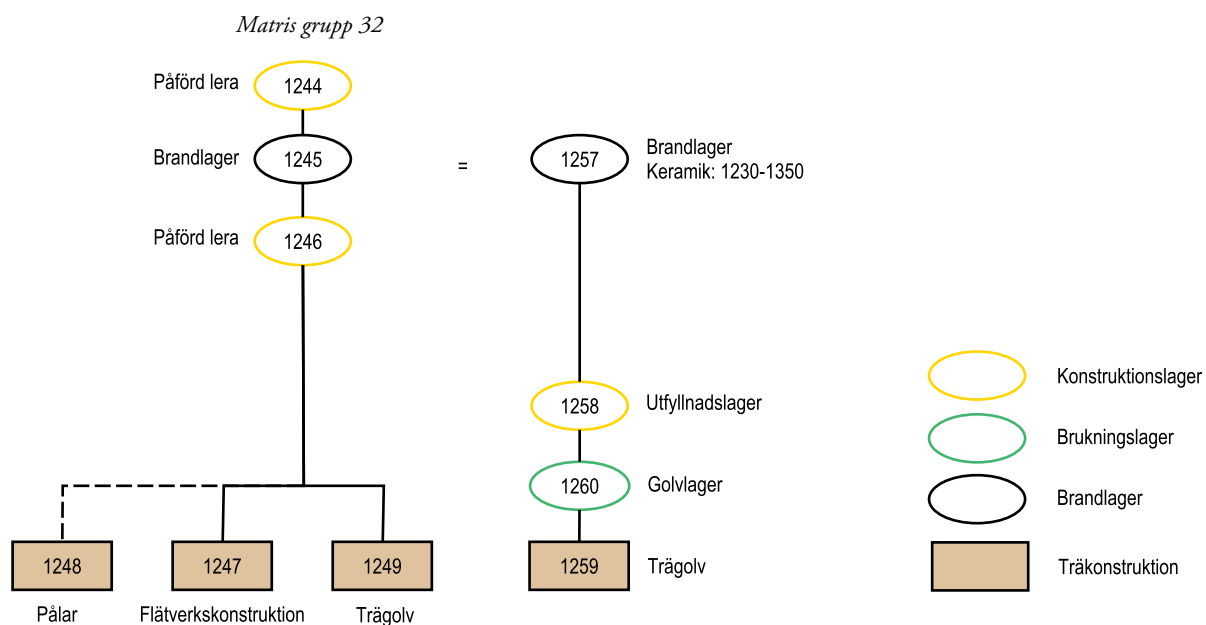 Matris grupp 32
Påförd lera
1244
Brandlager
1245
=
1257
Brandlager
Keramik: 1230-1350
Påförd lera
1246
1258
Utfyllnadslager
1260
Golvlager
1248
1247
1249
1259
Trägolv
Pålar
Flätverkskonstruktion
Trägolv
Konstruktionslager
Brukningslager
Brandlager
Träkonstruktion